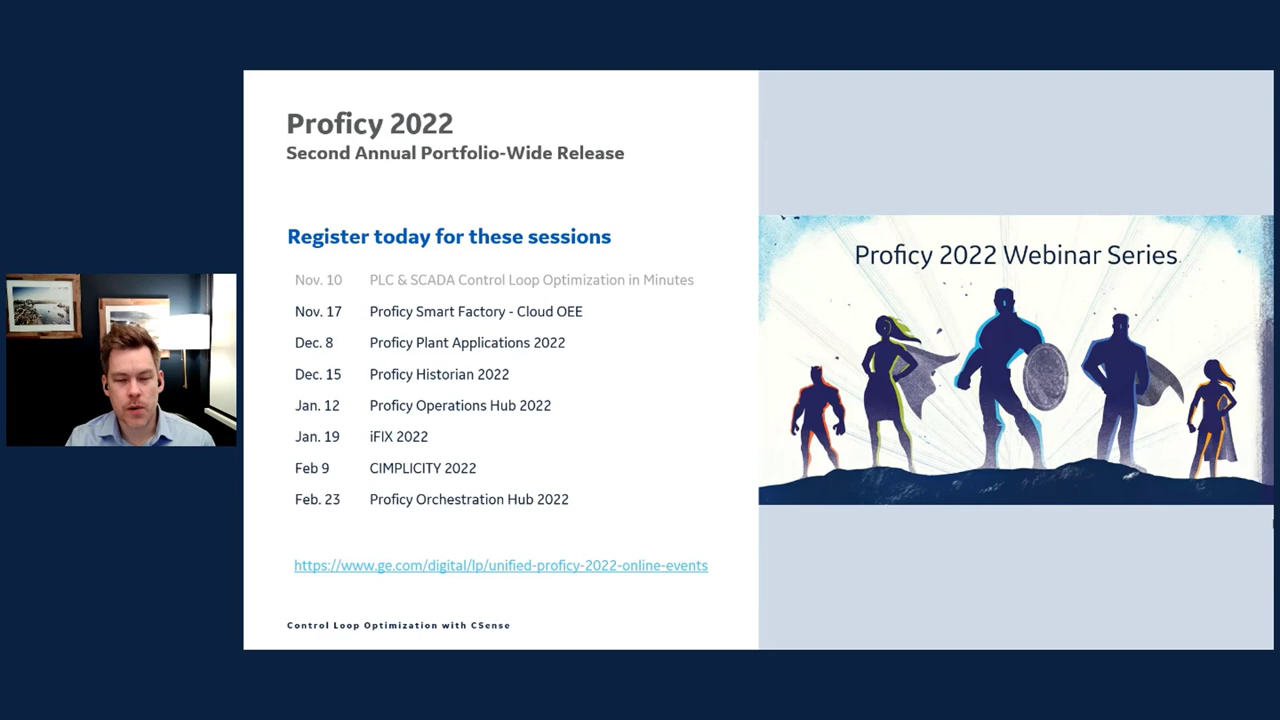 Proficy 2022
Second Annual Portfolio-Wide Release
Register today for these sessions
Nov. 10 PLC & SCADA Control Loop Optimization in Minutes
Nov. 17 Proficy Smart Factory - Cloud OEE
Dec. 8 Proficy Plant Applications 2022
Dec. 15 Proficy Historian 2022
Jan. 12 Proficy Operations Hub 2022
Jan. 19 iFIX 2022
Feb 9 CIMPLICITY 2022
Feb. 23 Proficy Orchestration Hub 2022
https://www.ge.com/digital/lp/unified-proficy-2022-online-events
Control Loop Optimization with CSense
Proficy 2022 Webinar Series